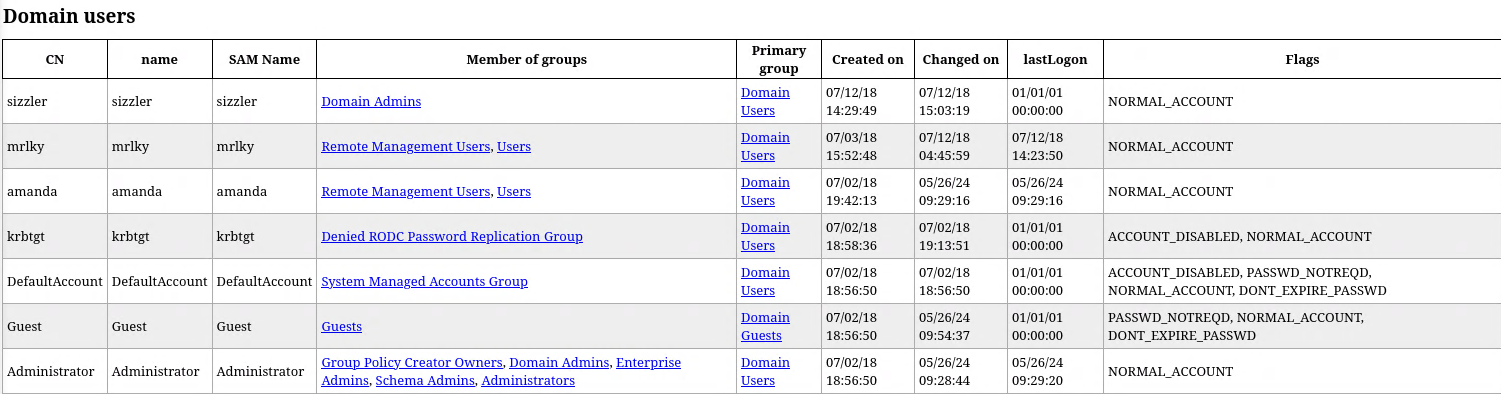 Domain users
CN name SAM Name Member of groups Primary group Created on Changed on lastLogon Flags
sizzler sizzler sizzler Domain Admins Domain Users 07/12/18 14:29:49 07/12/18 15:03:19 01/01/01 00:00:00 NORMAL_ACCOUNT
mrlky mrlky mrlky Remote Management Users, Users Domain Users 07/03/18 15:52:48 07/12/18 04:45:59 07/12/18 14:23:50 NORMAL_ACCOUNT
amanda amanda amanda Remote Management Users, Users Domain Users 07/02/18 19:42:13 05/26/24 09:29:16 05/26/24 09:29:16 NORMAL_ACCOUNT
krbtgt krbtgt krbtgt Denied RODC Password Replication Group Domain Users 07/02/18 18:58:36 07/02/18 19:13:51 01/01/01 00:00:00 ACCOUNT_DISABLED, NORMAL_ACCOUNT
DefaultAccount DefaultAccount DefaultAccount System Managed Accounts Group Domain Users 07/02/18 18:56:50 07/02/18 18:56:50 01/01/01 00:00:00 ACCOUNT_DISABLED, PASSWD_NOTREQD, NORMAL_ACCOUNT, DONT_EXPIRE_PASSWD
Guest Guest Guest Guests Domain Guests 07/02/18 18:56:50 05/26/24 09:54:37 01/01/01 00:00:00 PASSWD_NOTREQD, NORMAL_ACCOUNT, DONT_EXPIRE_PASSWD
Administrator Administrator Administrator Group Policy Creator Owners, Domain Admins, Enterprise Admins, Schema Admins, Administrators Domain Users 07/02/18 18:56:50 05/26/24 09:28:44 05/26/24 09:29:20 NORMAL_ACCOUNT